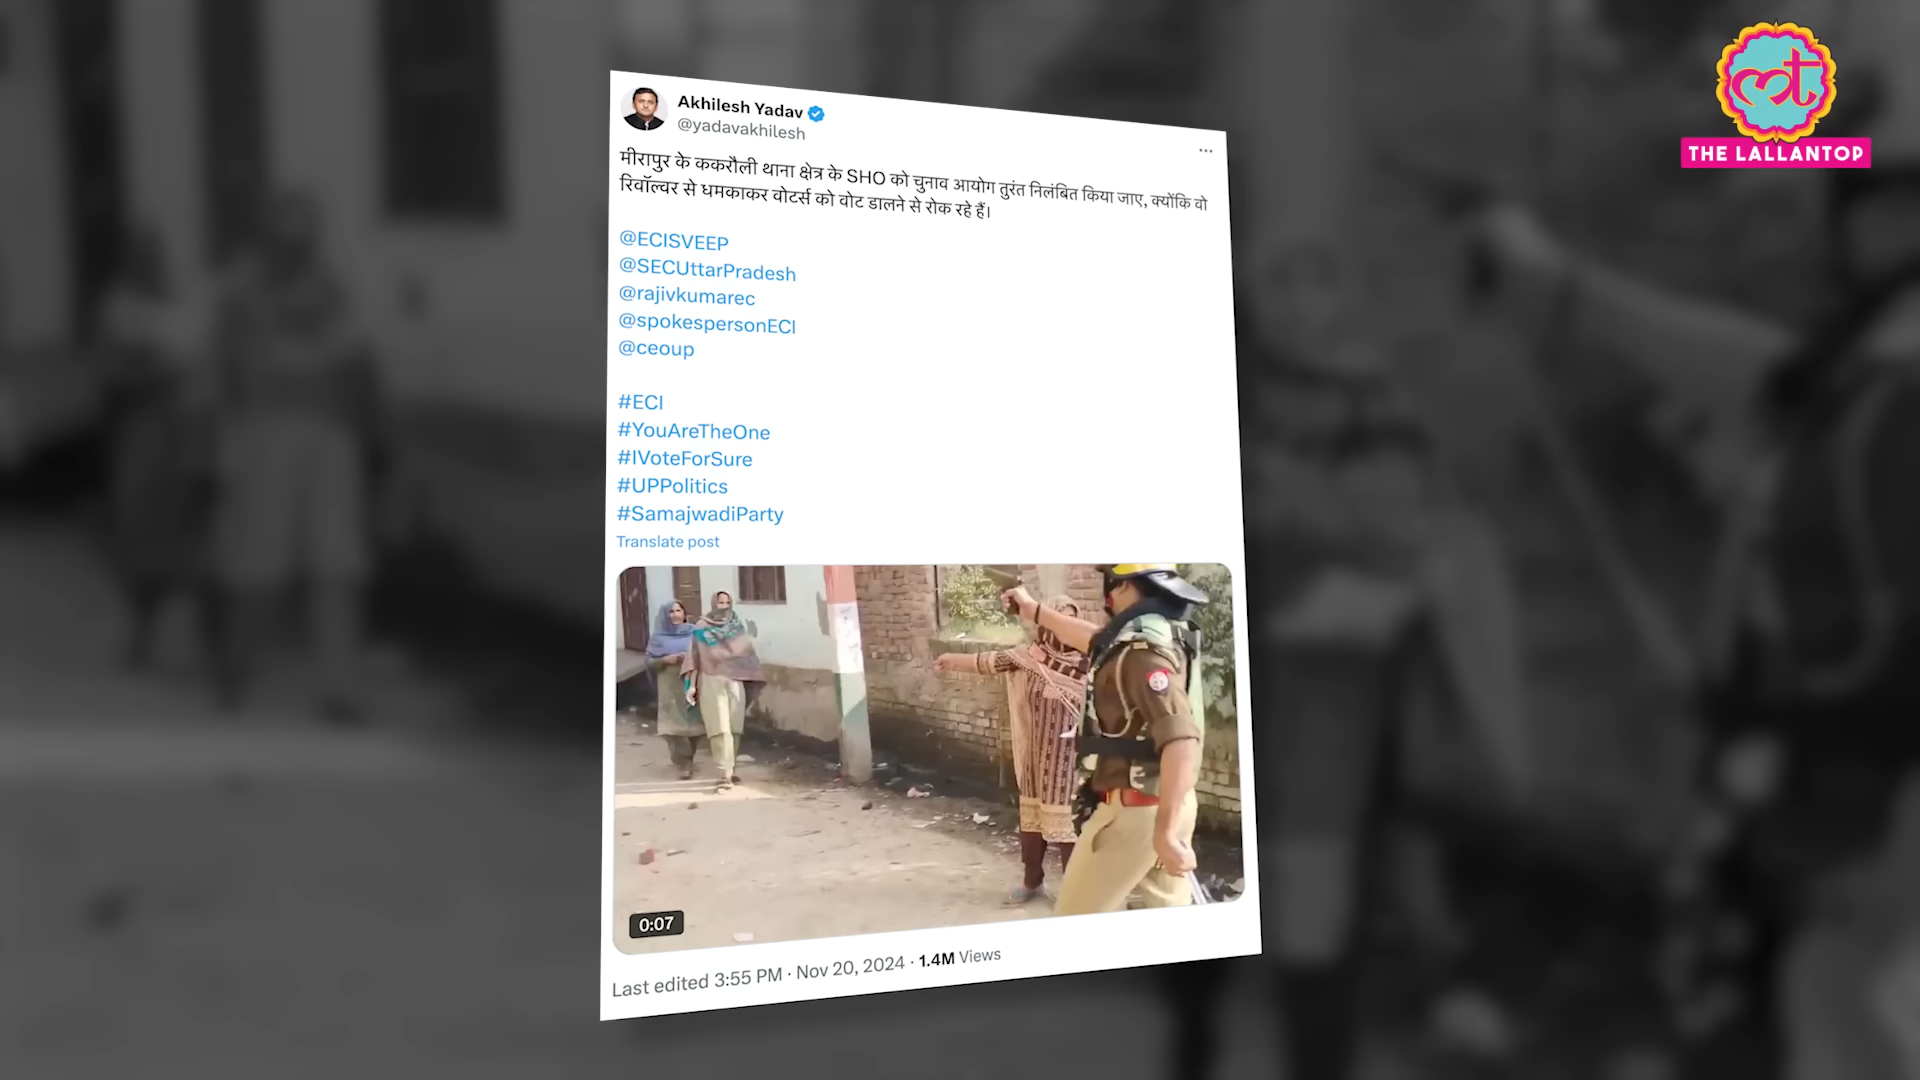 Akhilesh Yadav
@yadavakhilesh
मीरापुर के ककरौली थाना क्षेत्र के SHO को चुनाव आयोग तुरंत निलंबित किया जाए, क्योंकि वो
रिवॉल्वर से धमकाकर वोटर्स को वोट डालने से रोक रहे हैं।
@ECISVEEP
@SECUttarPradesh
@rajivkumarec
@spokespersonECI
@ceoup
#ECI
#YouAreTheOne
#IVoteForSure
#UPPolitics
#SamajwadiParty
Translate post
0:07
Last edited 3:55 PM · Nov 20, 2024 · 1.4M Views
लT
THE LALLANTOP